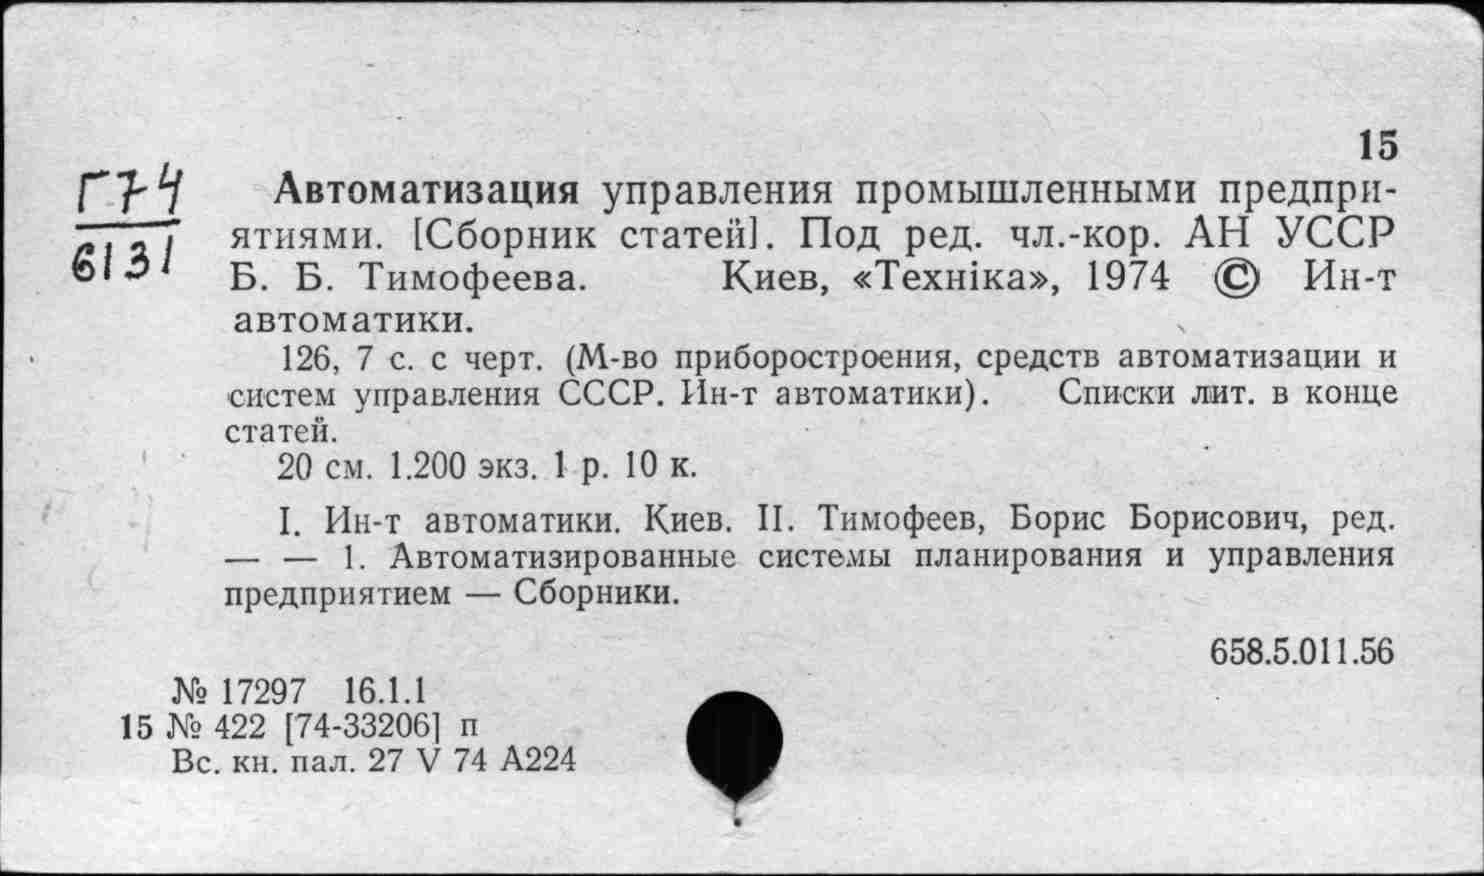 15
Г74
6131
Автоматизация управления промышленными предпри-
ятиями. [Сборник статей]. Под ред. чл.-кор. АН УССР
Б. Б. Тимофеева. Киев, «Техніка», 1974 © Ин-т
автоматики.
126, 7 с. с черт. (М-во приборостроения, средств автоматизации и
систем управления СССР. Ин-т автоматики). Списки лит. в конце
статей.
20 см. 1.200 экз. 1 р. 10 к.
I. Ин-т автоматики. Киев. II. Тимофеев, Борис Борисович, ред.
— — 1. Автоматизированные системы планирования и управления
предприятием — Сборники.
658.5.011.56
№ 17297 16.1.1
15 № 422 [74-33206] п
Вс. кн. пал. 27 V 74 А224